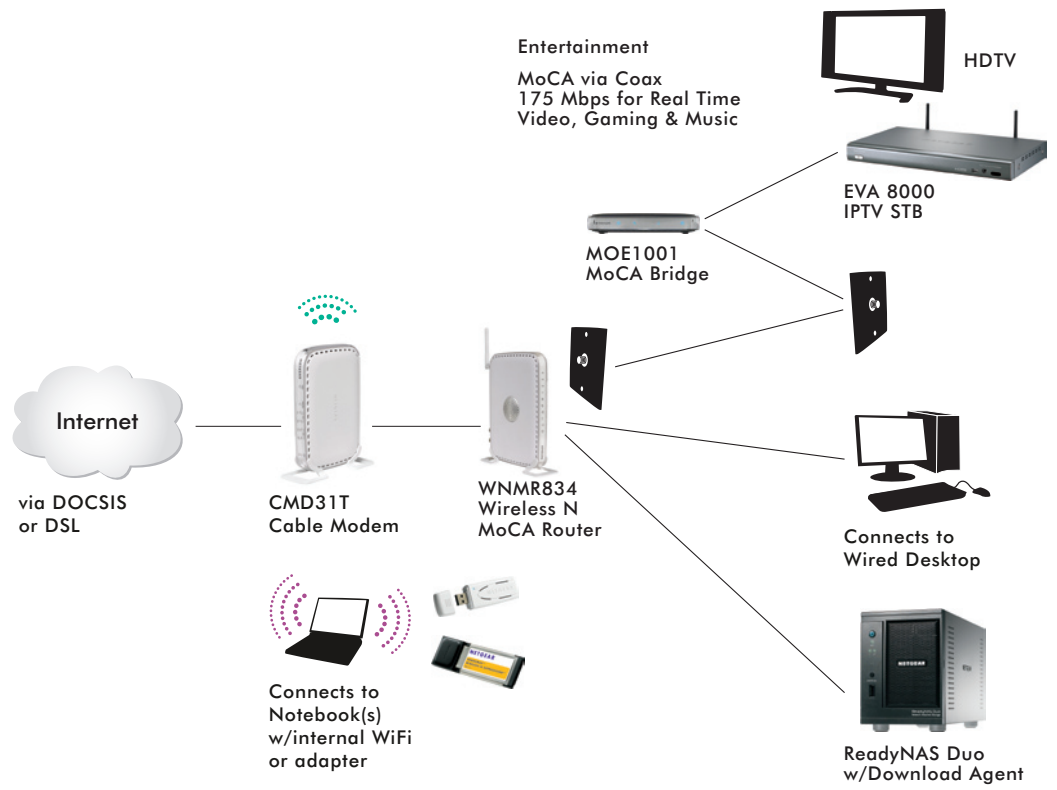 Entertainment
MoCA via Coax
175 Mbps for Real Time
Video, Gaming & Music
HDTV
EVA 8000
IPTV STB
MOE1001
MoCA Bridge
Internet
via DOCSIS
or DSL
CMD31T
Cable Modem
WNMR834
Wireless N
MoCA Router
Connects to
Wired Desktop
Connects to
Notebook(s)
w/internal WiFi
or adapter
NETGEAR
NETGEAR
ReadyNAS Duo
w/Download Agent